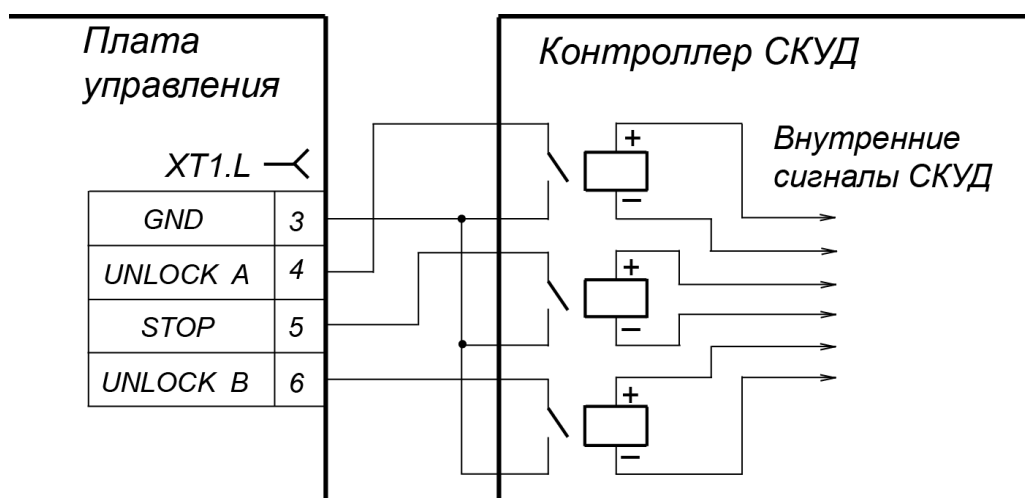 Плата
управления
Контроллер СКУД
XT1.L
GND 3
UNLOCK A 4
STOP 5
UNLOCK B 6
+
−
+
−
+
−
Внутренние
сигналы СКУД